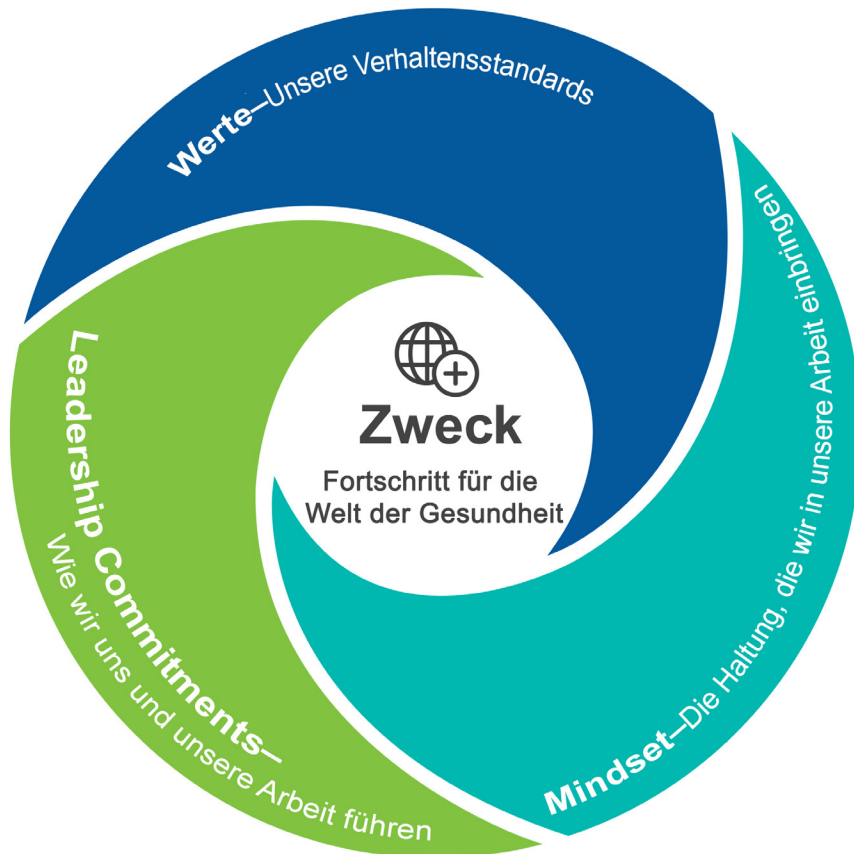 Werte–Unsere Verhaltensstandards
Mindset–Die Haltung, die wir in unsere Arbeit einbringen
Leadership Commitments–
Wie wir uns und unsere Arbeit führen
Zweck
Fortschritt für die
Welt der Gesundheit